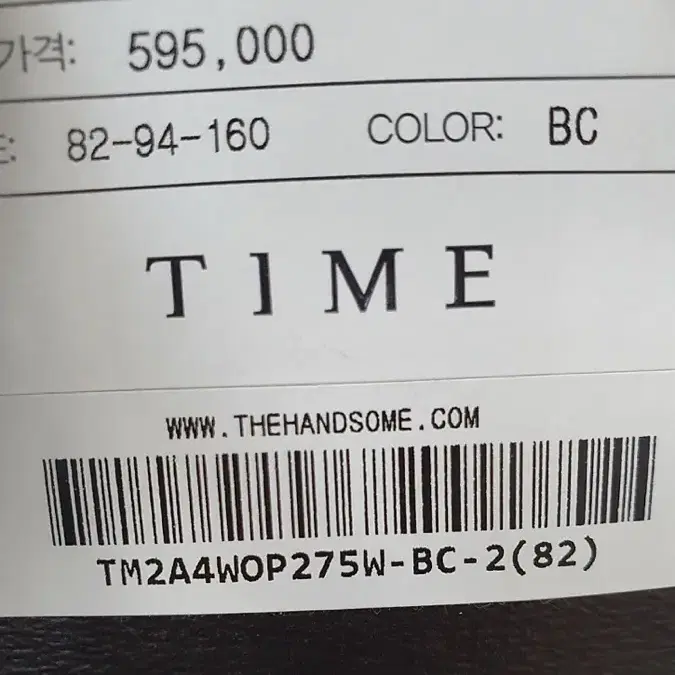 가격: 595,000
82-94-160 COLOR: BC
TIME
WWW.THEHANDSOME.COM
TM2A4WOP275W-BC-2(82)